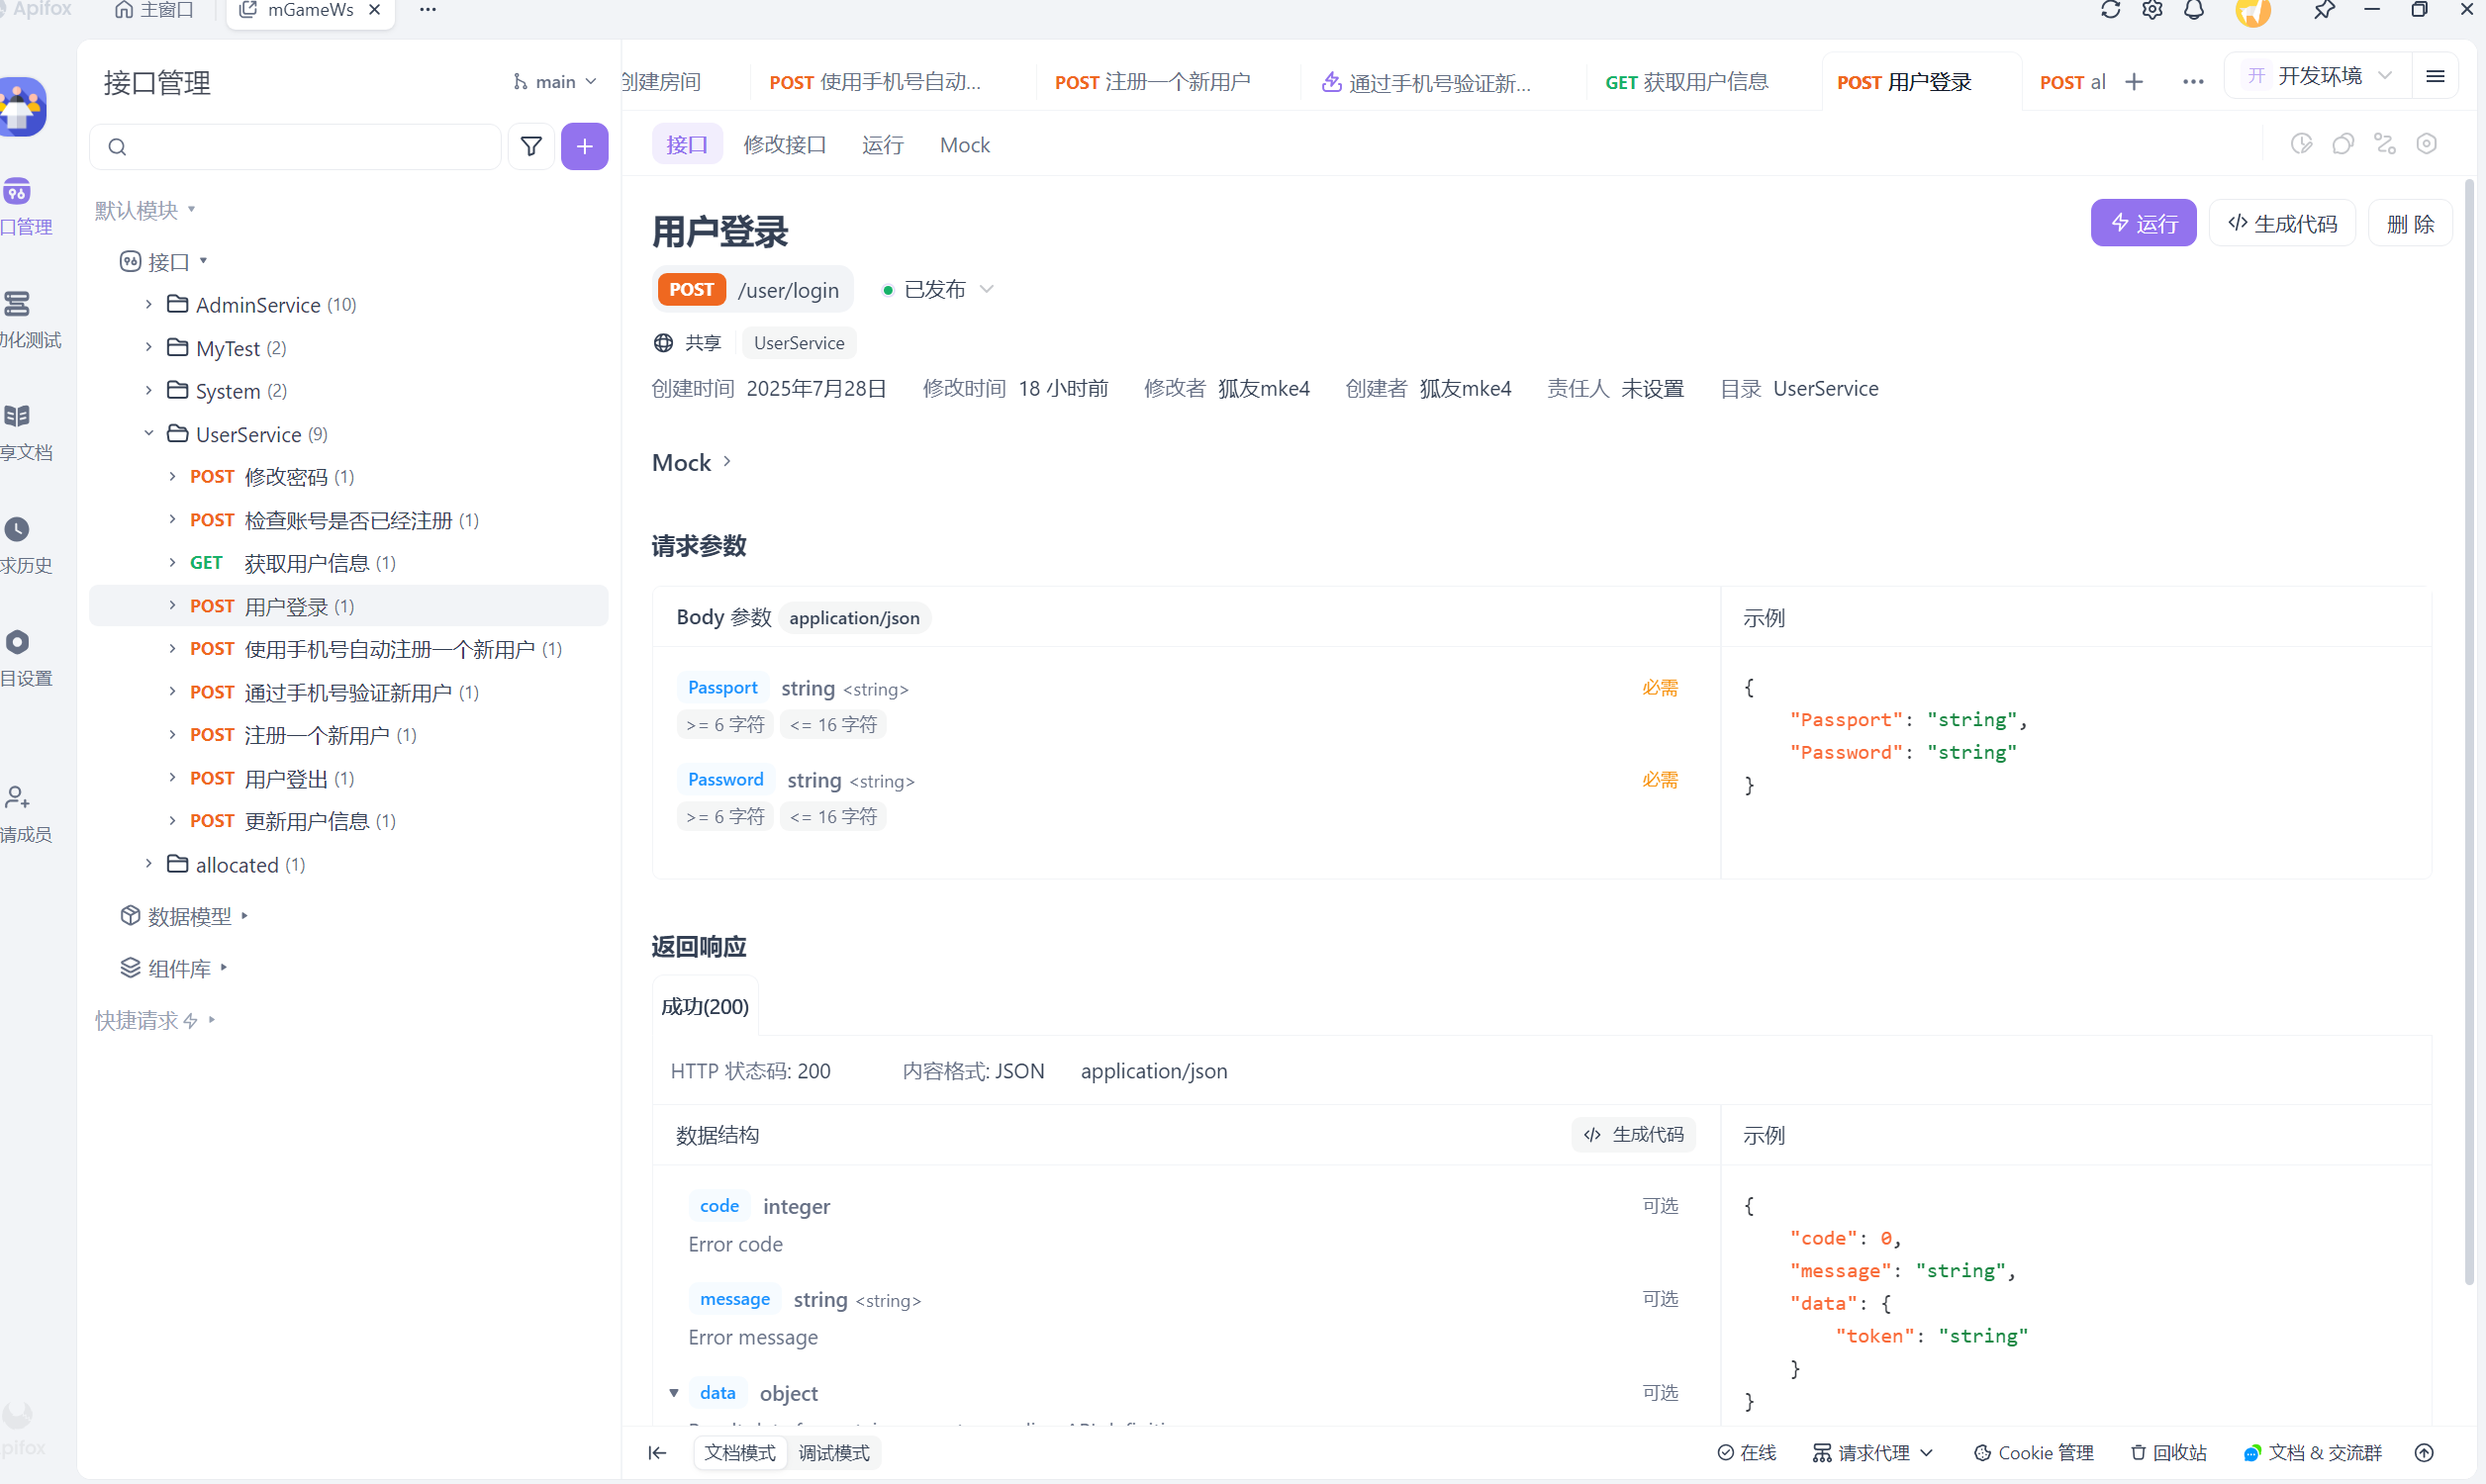 Apifox
主窗口
mGameWs
接口管理
main
创建房间
POST 使用手机号自动...
POST 注册一个新用户
通过手机号验证新...
GET 获取用户信息
POST 用户登录
POST al
开 开发环境
口管理
动化测试
享文档
求历史
目设置
请成员
pifox
默认模块
接口
AdminService (10)
MyTest (2)
System (2)
UserService (9)
POST 修改密码 (1)
POST 检查账号是否已经注册 (1)
GET 获取用户信息 (1)
POST 用户登录 (1)
POST 使用手机号自动注册一个新用户 (1)
POST 通过手机号验证新用户 (1)
POST 注册一个新用户 (1)
POST 用户登出 (1)
POST 更新用户信息 (1)
allocated (1)
数据模型
组件库
快捷请求
接口 修改接口 运行 Mock
用户登录
运行
生成代码
删 除
POST /user/login
已发布
共享 UserService
创建时间 2025年7月28日 修改时间 18 小时前 修改者 狐友mke4 创建者 狐友mke4 责任人 未设置 目录 UserService
Mock
请求参数
Body 参数 application/json
示例
Passport string <string> 必需
>= 6 字符 <= 16 字符
Password string <string> 必需
>= 6 字符 <= 16 字符
{
"Passport": "string",
"Password": "string"
}
返回响应
成功(200)
HTTP 状态码: 200 内容格式: JSON application/json
数据结构
生成代码
示例
code integer 可选
Error code
message string <string> 可选
Error message
data object 可选
{
"code": 0,
"message": "string",
"data": {
"token": "string"
}
}
文档模式 调试模式
在线 请求代理 Cookie 管理 回收站 文档 & 交流群